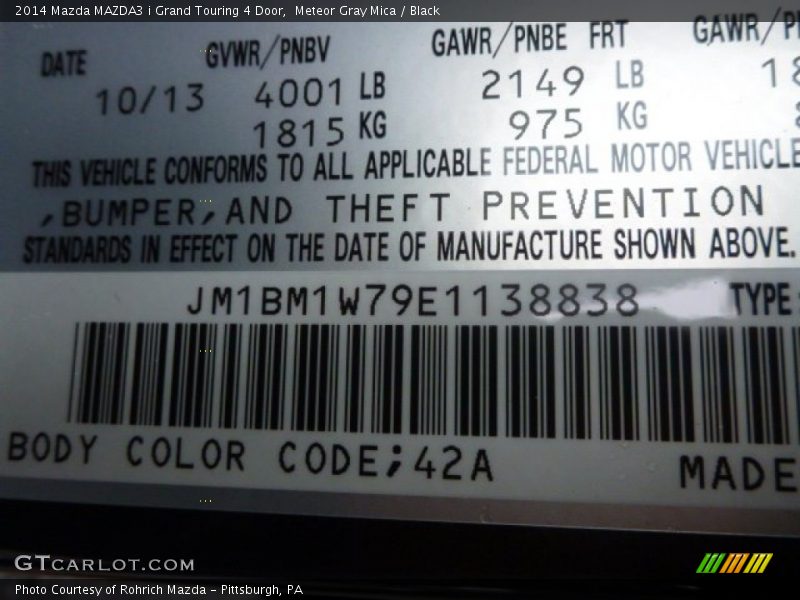 2014 Mazda MAZDA3 i Grand Touring 4 Door,  Meteor Gray Mica / Black
DATE GVWR/PNBV GAWR/PNBE FRT GAWR/
10/13 4001 LB 2149 LB
1815 KG 975 KG
THIS VEHICLE CONFORMS TO ALL APPLICABLE FEDERAL MOTOR VEHICLE
,BUMPER,AND THEFT PREVENTION
STANDARDS IN EFFECT ON THE DATE OF MANUFACTURE SHOWN ABOVE.
JM1BM1W79E1138838 TYPE
BODY COLOR CODE;42A MADE
GTCARLOT.COM
Photo Courtesy of Rohrich Mazda - Pittsburgh, PA